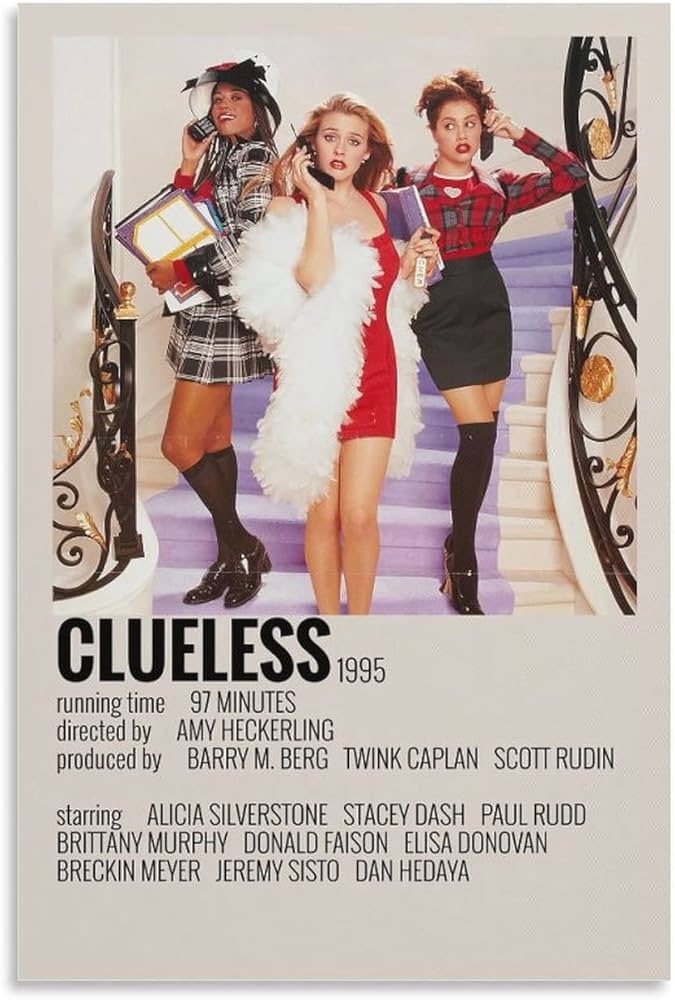 CLUELESS 1995
running time 97 MINUTES
directed by AMY HECKERLING
produced by BARRY M. BERG TWINK CAPLAN SCOTT RUDIN
starring ALICIA SILVERSTONE STACEY DASH PAUL RUDD
BRITTANY MURPHY DONALD FAISON ELISA DONOVAN
BRECKIN MEYER JEREMY SISTO DAN HEDAYA